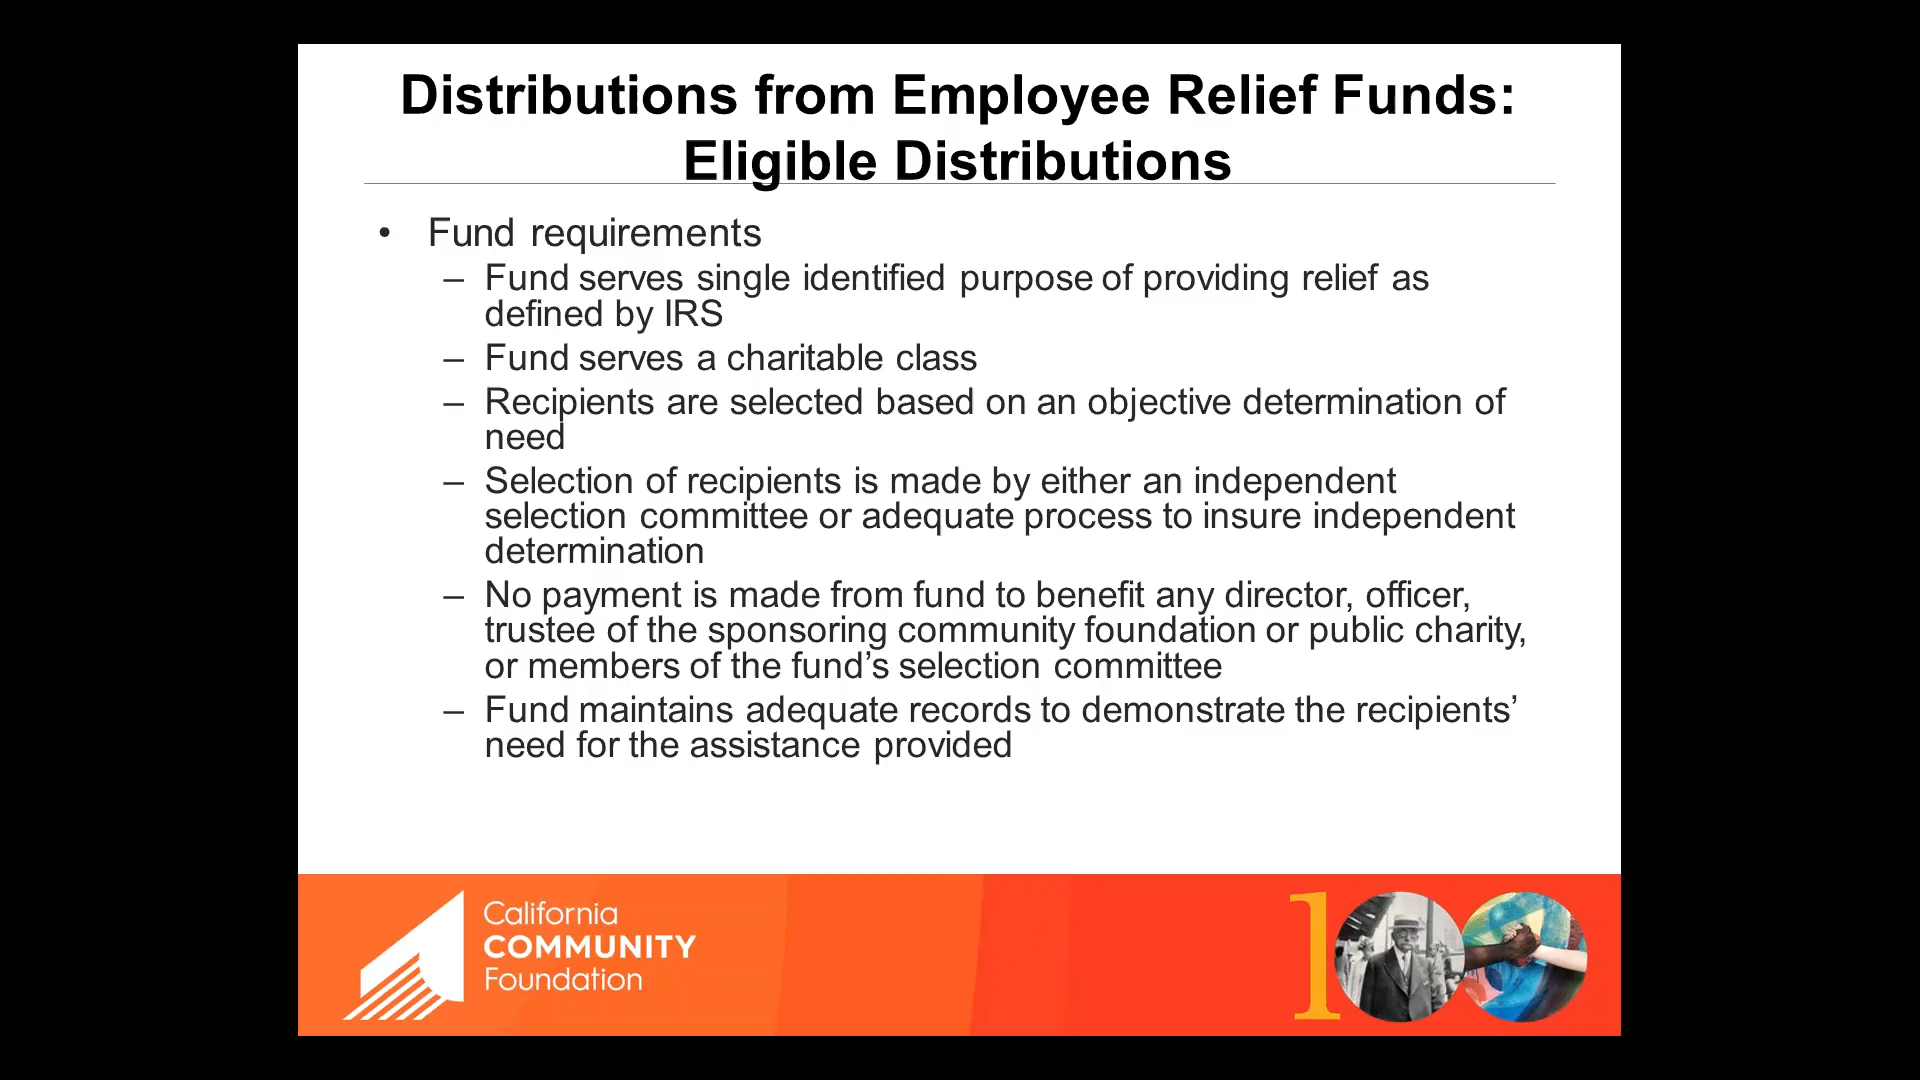 Distributions from Employee Relief Funds:
Eligible Distributions
• Fund requirements
– Fund serves single identified purpose of providing relief as
defined by IRS
– Fund serves a charitable class
– Recipients are selected based on an objective determination of
need
– Selection of recipients is made by either an independent
selection committee or adequate process to insure independent
determination
– No payment is made from fund to benefit any director, officer,
trustee of the sponsoring community foundation or public charity,
or members of the fund’s selection committee
– Fund maintains adequate records to demonstrate the recipients’
need for the assistance provided
California
COMMUNITY
Foundation
100